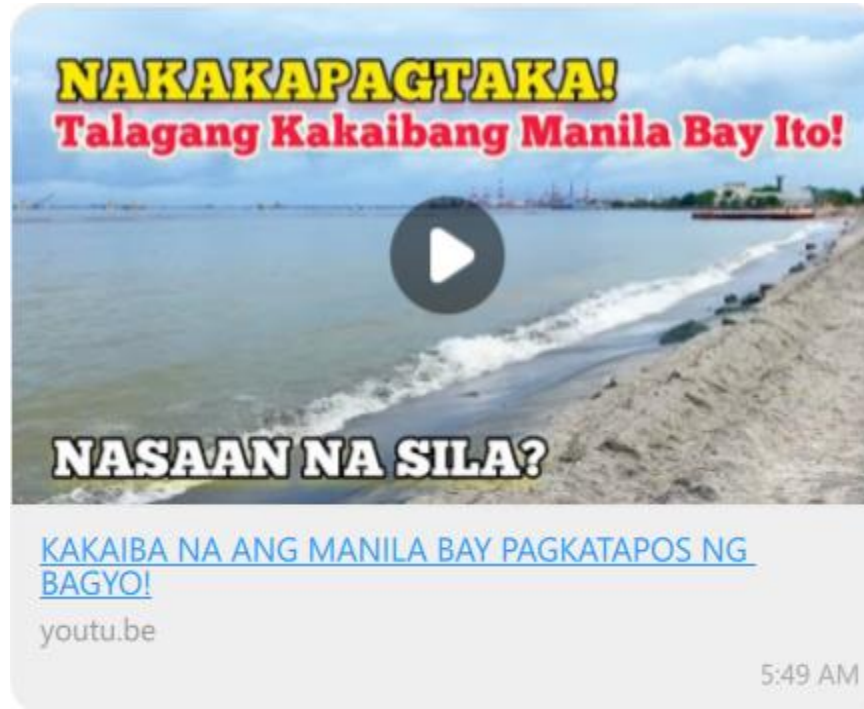 NAKAKAPAGTAKA!
Talagang Kakaibang Manila Bay Ito!
NASAAN NA SILA?
KAKAIBA NA ANG MANILA BAY PAGKATAPOS NG
BAGYO!
youtu.be
5:49 AM